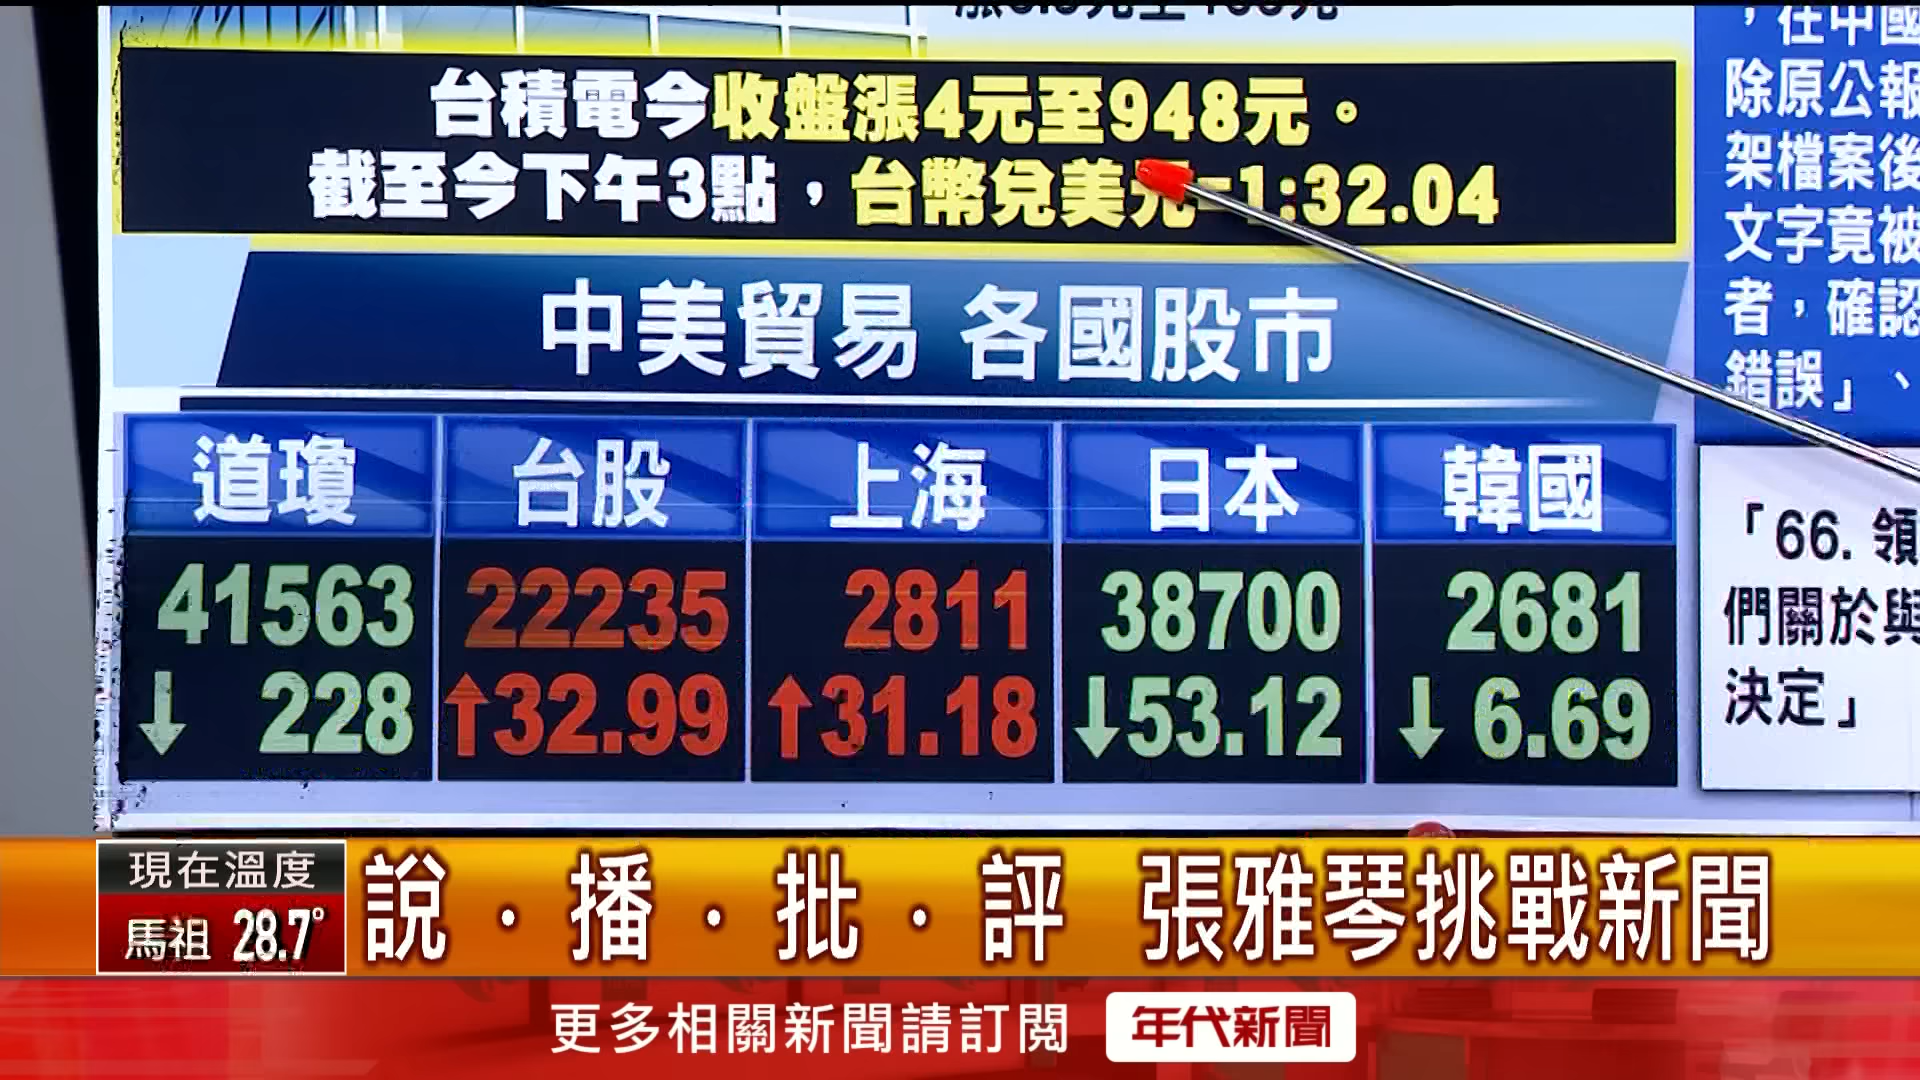 台積電今收盤漲4元至948元。
截至今下午3點，台幣兌美元=1:32.04
中美貿易 各國股市
道瓊 台股 上海 日本 韓國
41563 22235 2811 38700 2681
↓ 228 ↑32.99 ↑31.18 ↓53.12 ↓ 6.69
，在中國
除原公報
架檔案後
文字竟被
者，確認
錯誤」、
「66. 領
們關於與
決定」
現在溫度
馬祖 28.7°
說．播．批．評 張雅琴挑戰新聞
更多相關新聞請訂閱 年代新聞